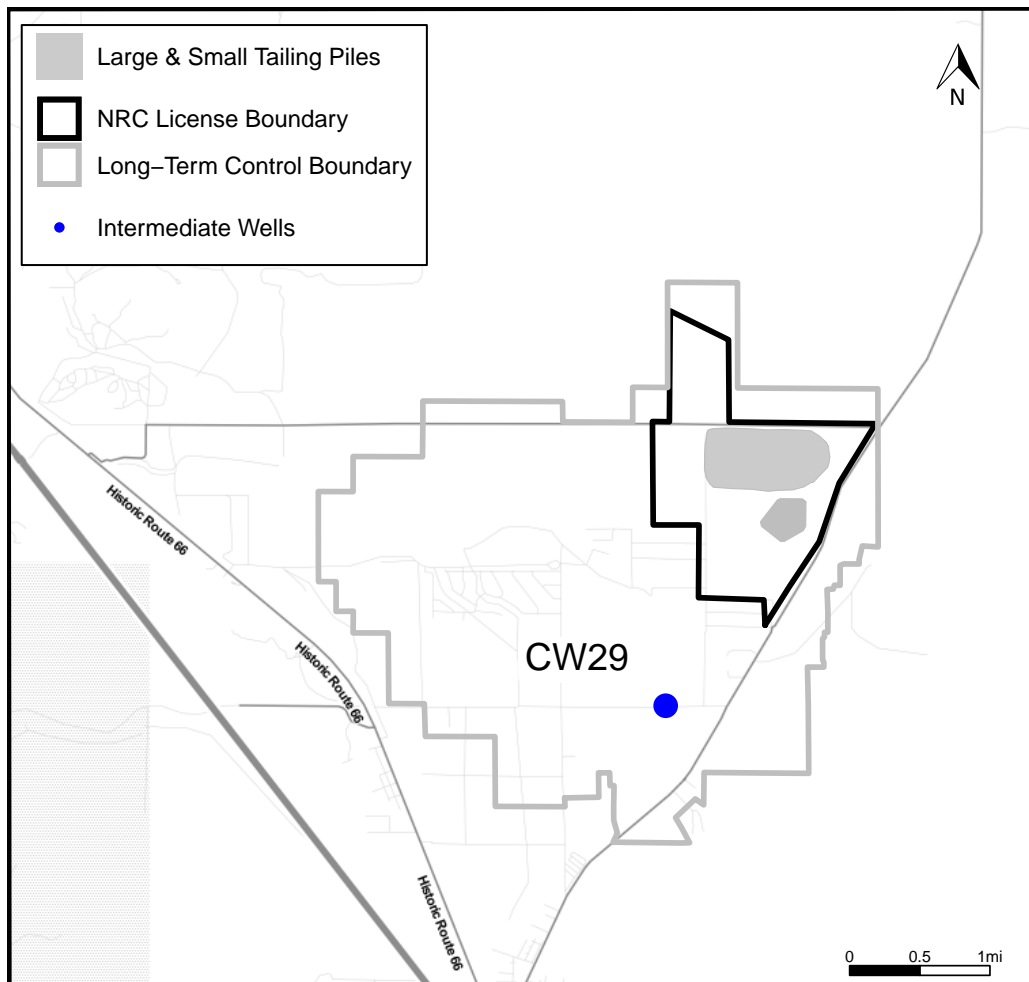 Large & Small Tailing Piles
NRC License Boundary
Long−Term Control Boundary
Intermediate Wells
N
Historic Route 66
Historic Route 66
CW29
Historic Route 66
0 0.5 1mi